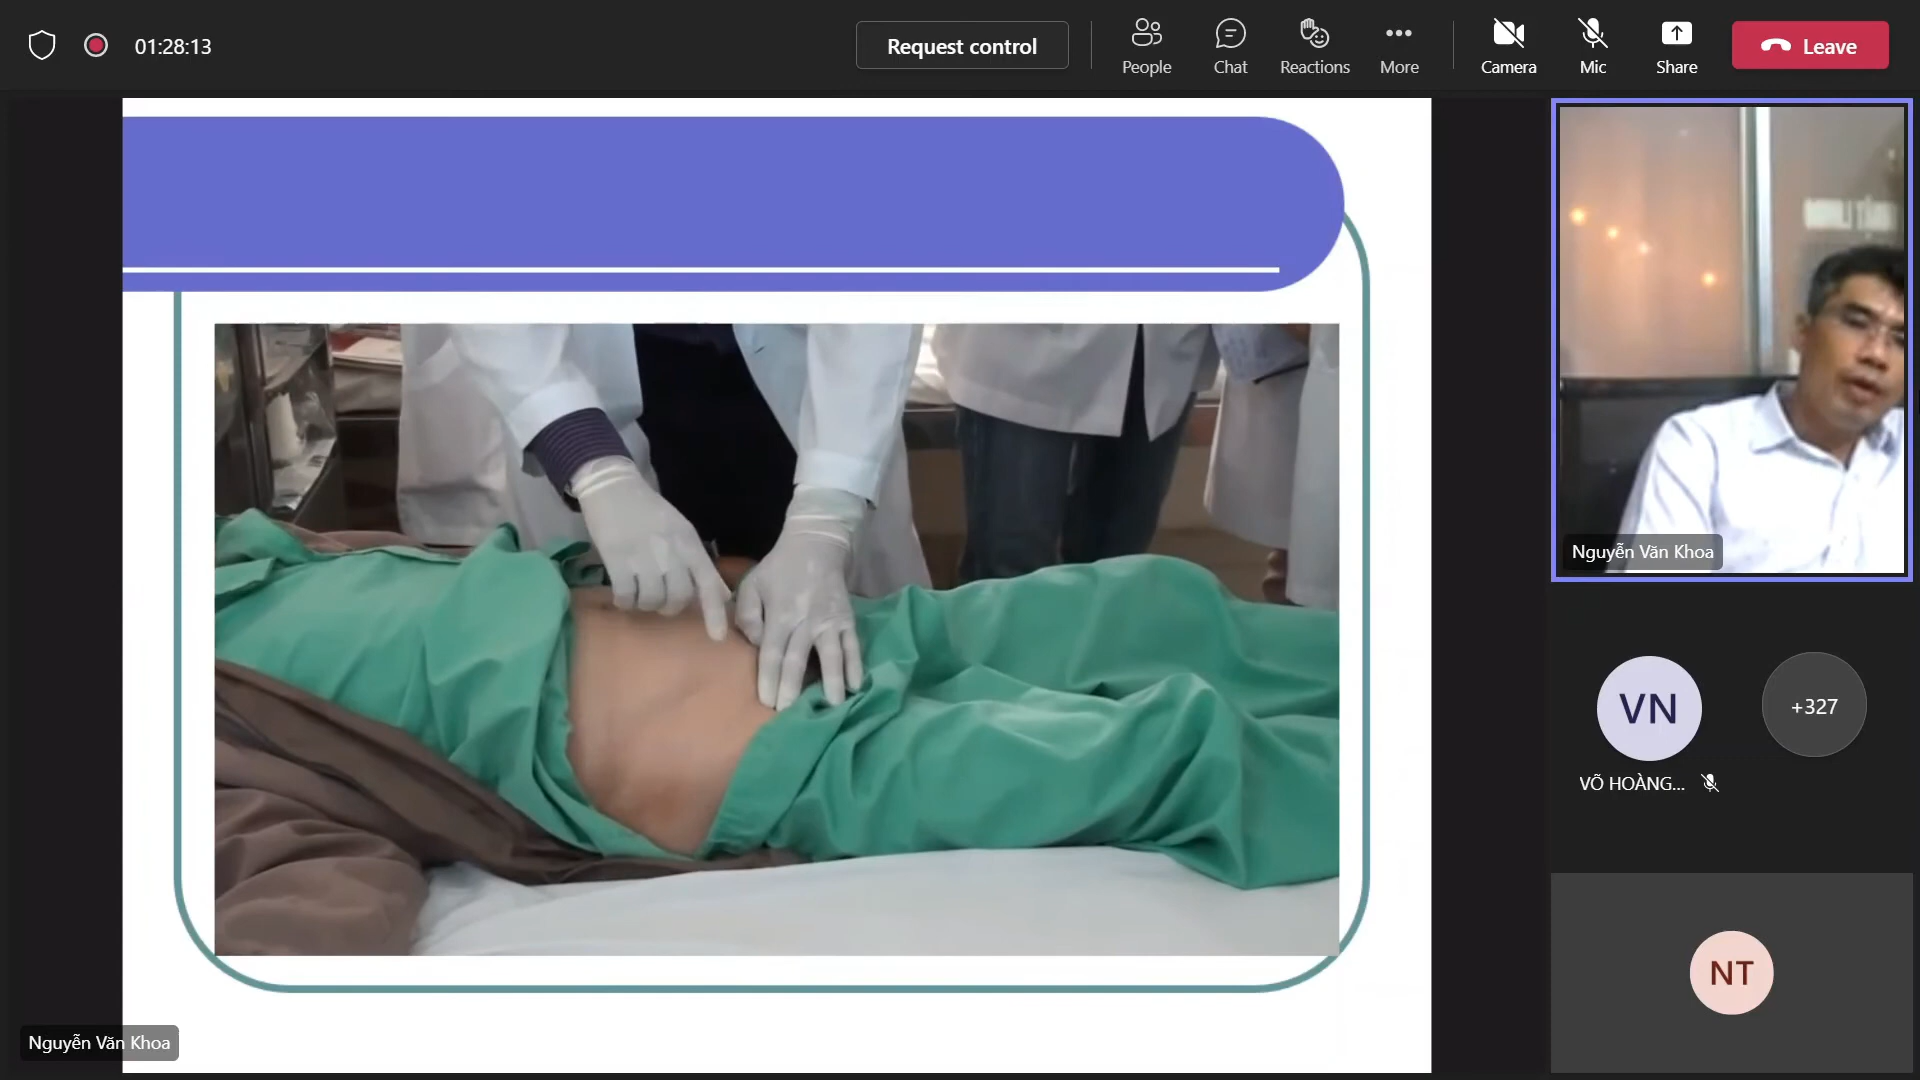 01:28:13
Request control
People
Chat
Reactions
More
Camera
Mic
Share
Leave
Nguyễn Văn Khoa
VN
+327
VÕ HOÀNG...
NT
Nguyễn Văn Khoa